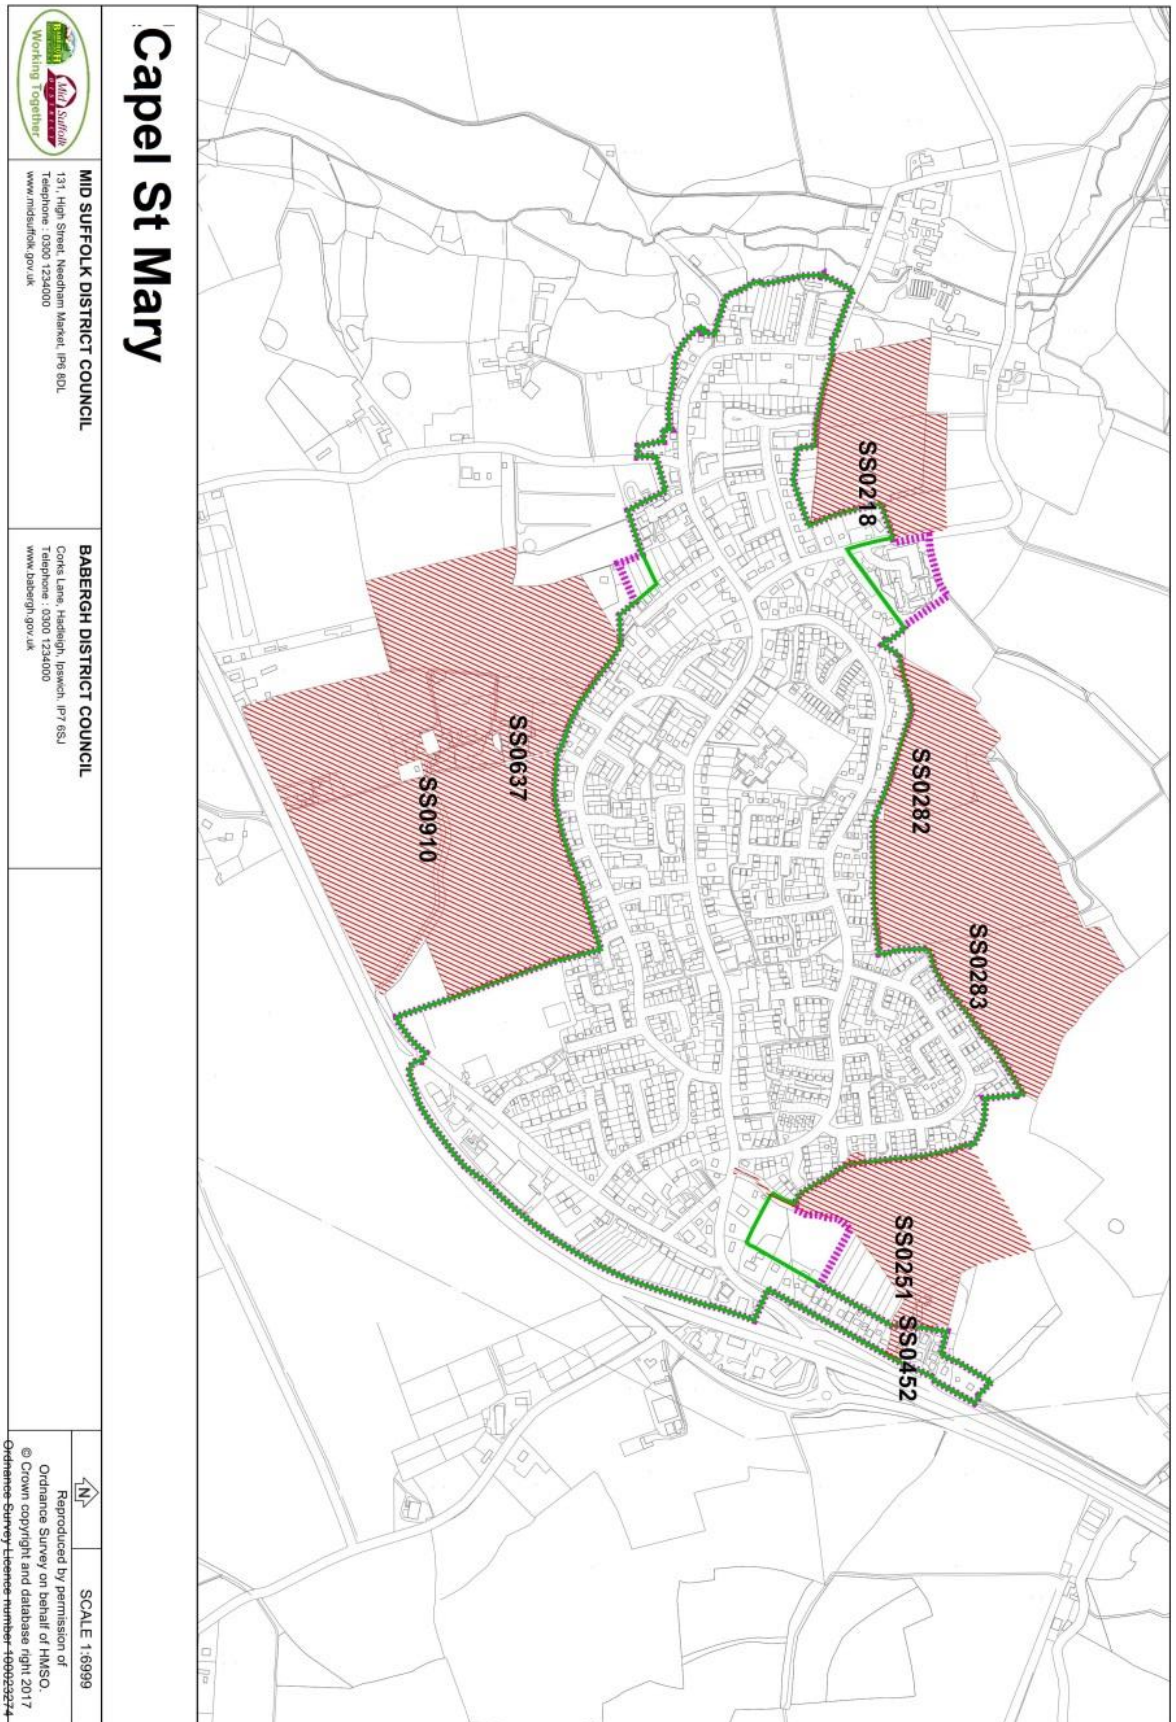 Capel St Mary
SS0218
SS0282
SS0283
SS0251
SS0452
SS0637
SS0910
BABERGH
Mid Suffolk
DISTRICT
Working Together
MID SUFFOLK DISTRICT COUNCIL
131, High Street, Needham Market, IP6 8DL
Telephone : 0300 1234000
www.midsuffolk.gov.uk
BABERGH DISTRICT COUNCIL
Corks Lane, Hadleigh, Ipswich. IP7 6SJ
Telephone : 0300 1234000
www.babergh.gov.uk
N
SCALE 1:6999
Reproduced by permission of
Ordnance Survey on behalf of HMSO.
© Crown copyright and database right 2017
Ordnance Survey Licence number 100023274